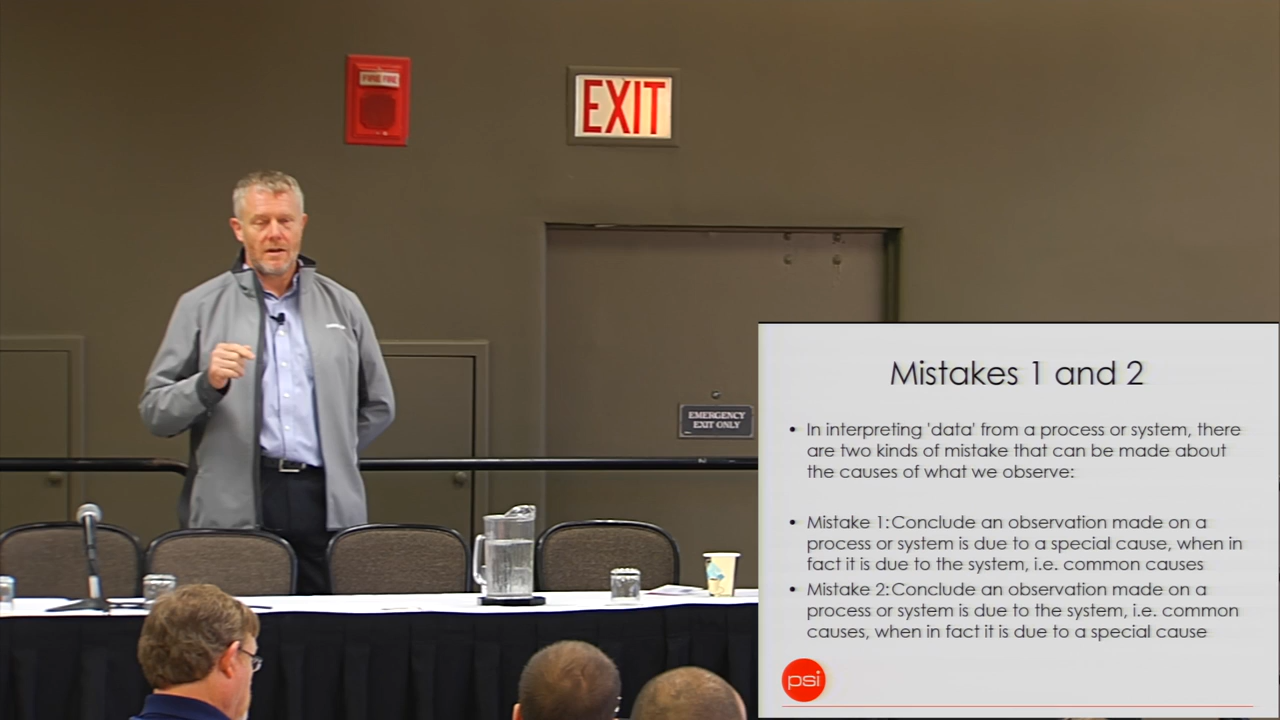 FIRE FIRE
EXIT
EMERGENCY
EXIT ONLY
Mistakes 1 and 2
• In interpreting 'data' from a process or system, there
are two kinds of mistake that can be made about
the causes of what we observe:
• Mistake 1: Conclude an observation made on a
process or system is due to a special cause, when in
fact it is due to the system, i.e. common causes
• Mistake 2: Conclude an observation made on a
process or system is due to the system, i.e. common
causes, when in fact it is due to a special cause
psi